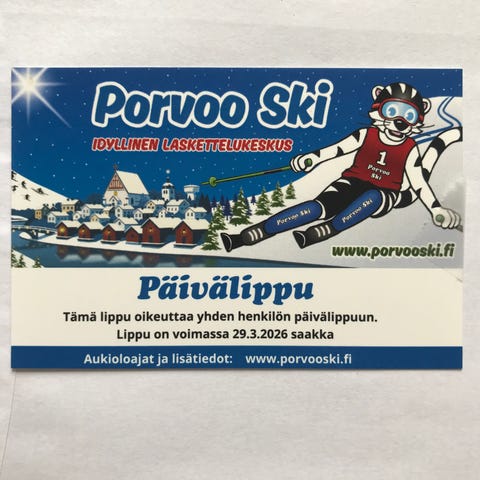 Porvoo Ski
IDYLLINEN LASKETTELUKESKUS
1
Porvoo
Ski
Porvoo Ski
Porvoo Ski
www.porvooski.fi
Päivälippu
Tämä lippu oikeuttaa yhden henkilön päivälippuun.
Lippu on voimassa 29.3.2026 saakka
Aukioloajat ja lisätiedot: www.porvooski.fi